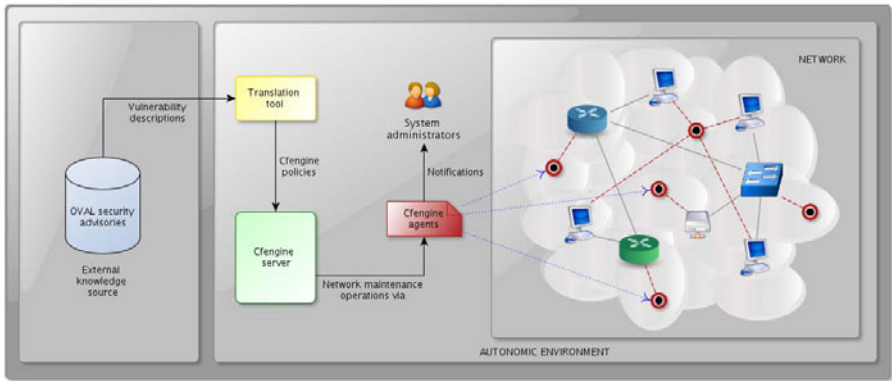 Vulnerability
descriptions
OVAL security
advisories
External
knowledge
source
Translation
tool
Cfengine
policies
Cfengine
server
Network maintenance
operations via
System
administrators
Notifications
Cfengine
agents
NETWORK
AUTONOMIC ENVIRONMENT